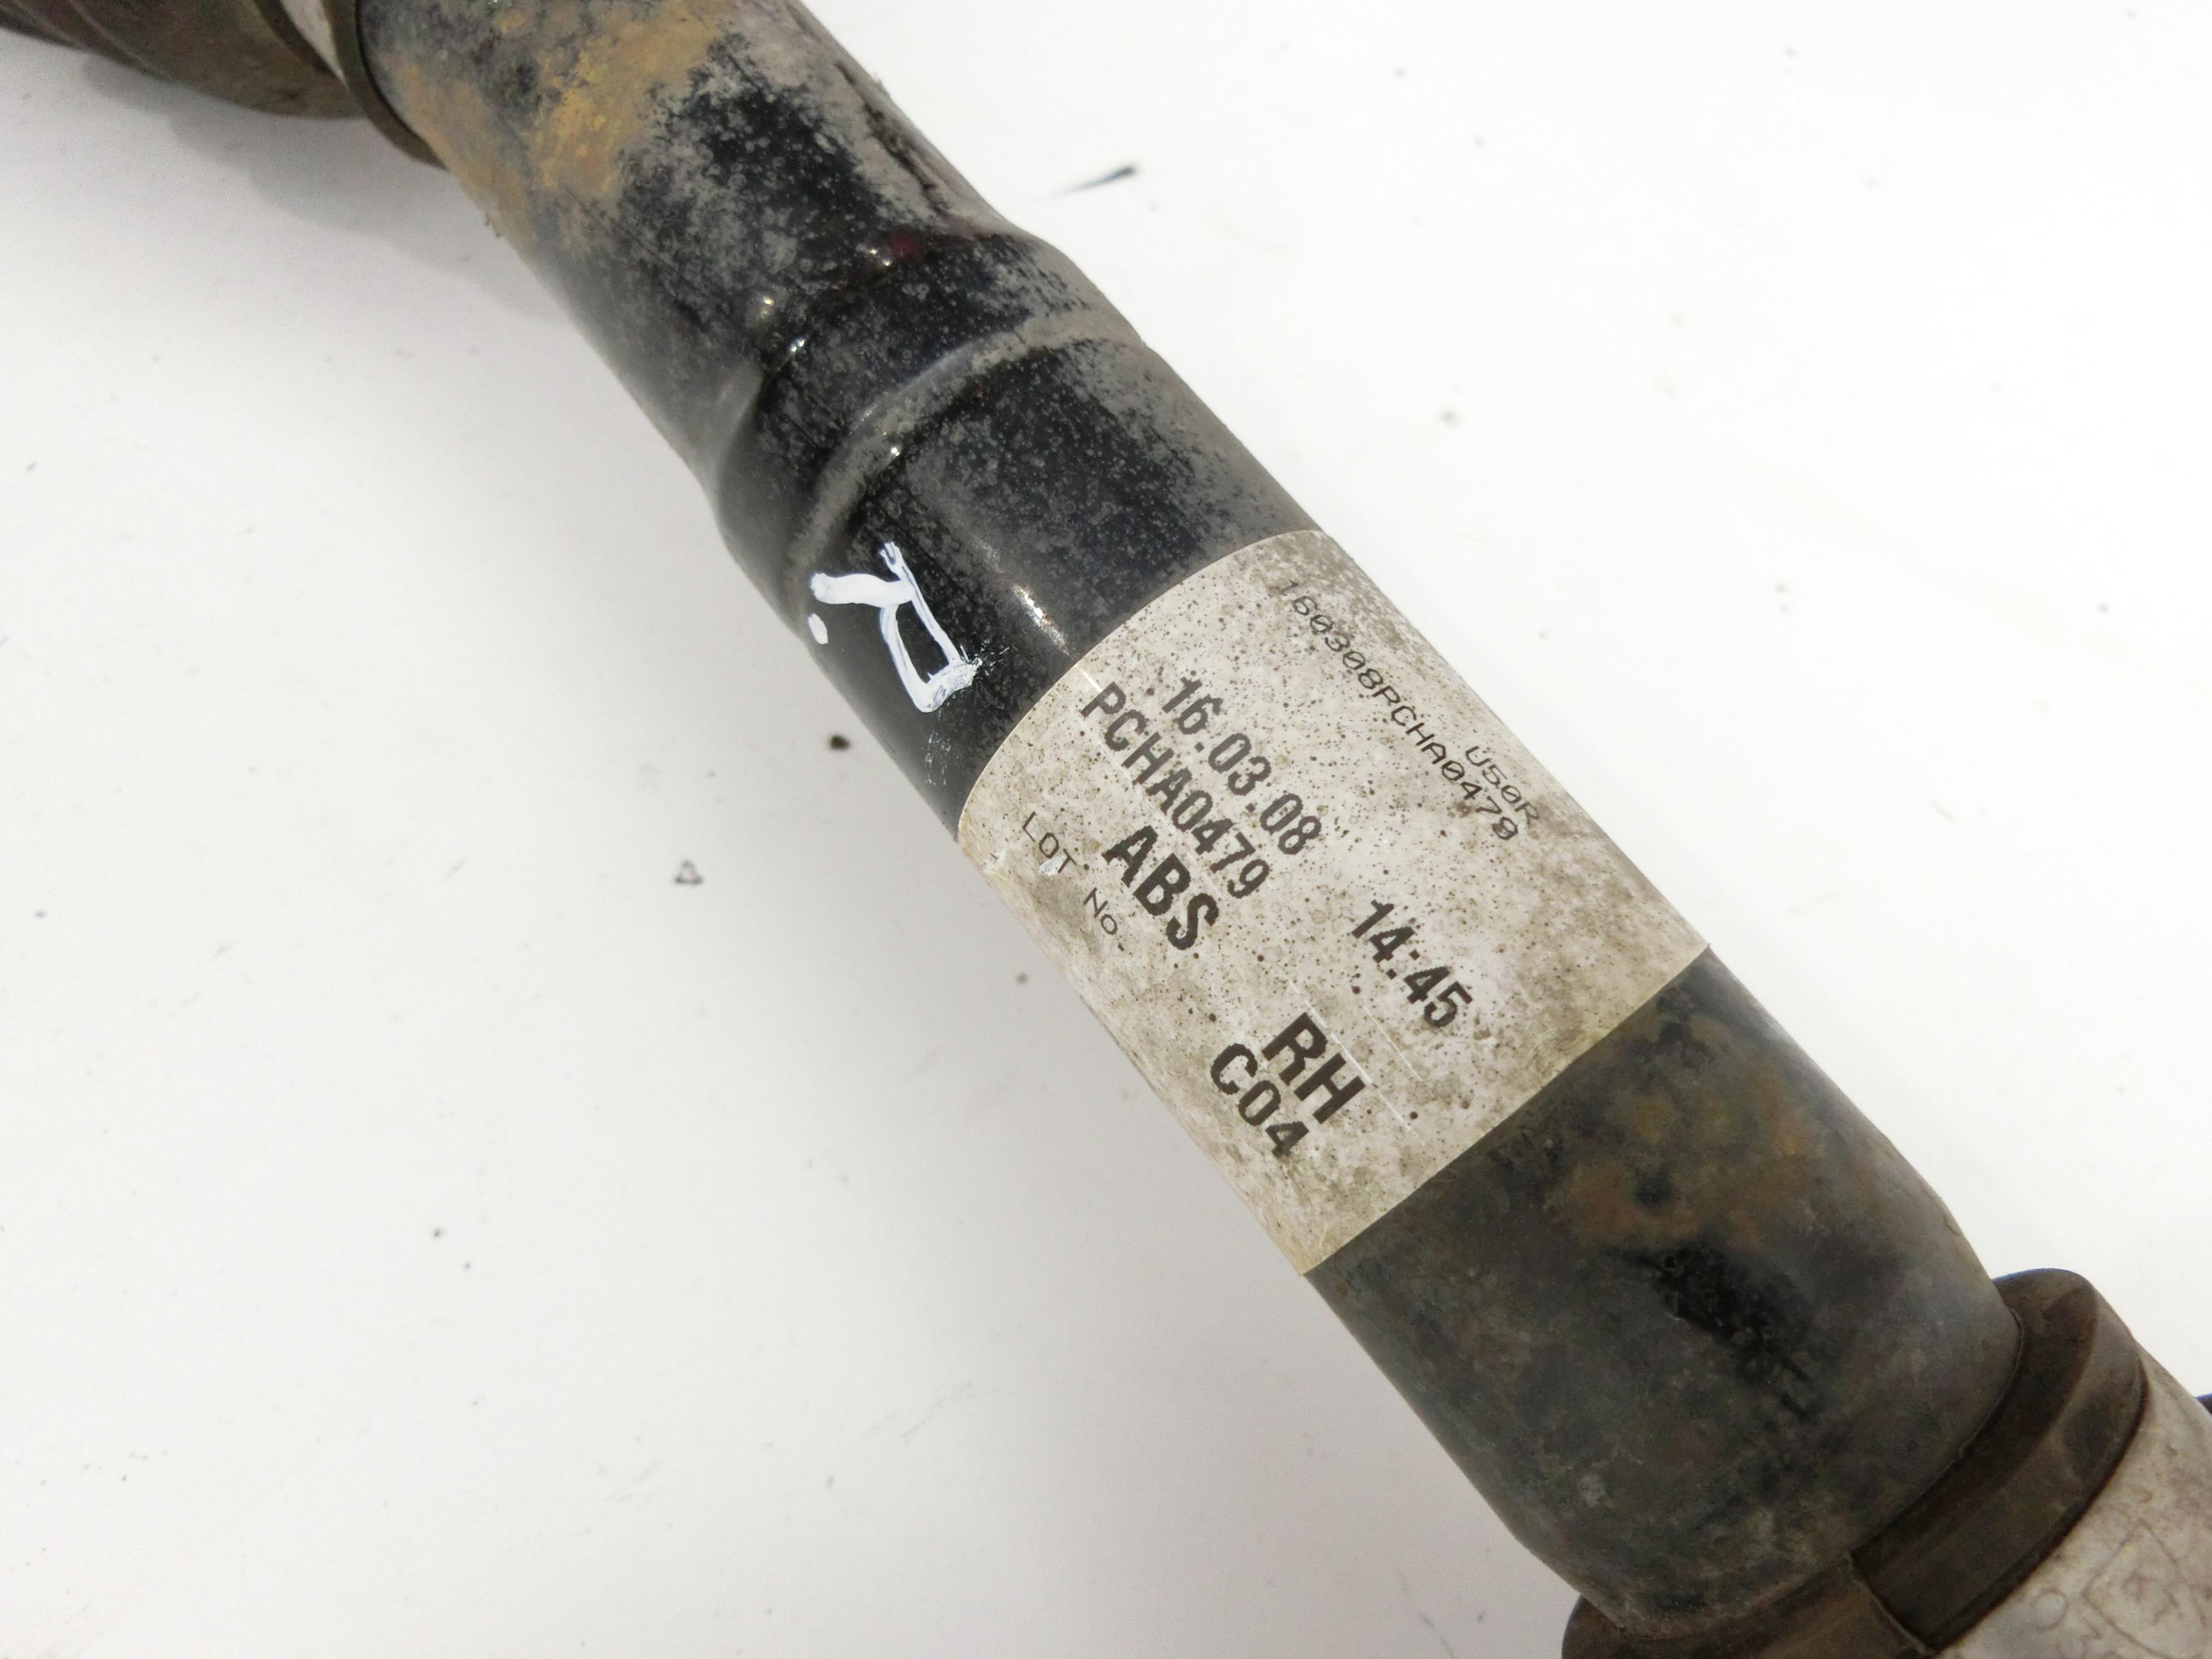 R.
U50R
160308PCHA0479
16.03.08 14:45
PCHA0479
ABS RH
LOT. No. C04